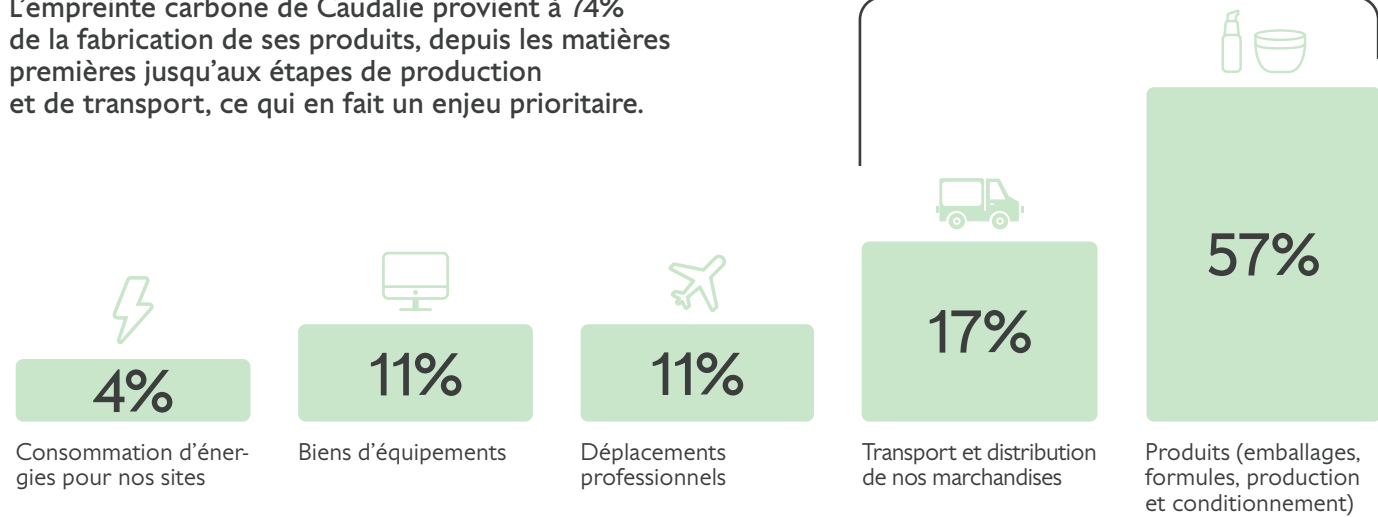 L'empreinte carbone de Caudalie provient à 74%
de la fabrication de ses produits, depuis les matières
premières jusqu'aux étapes de production
et de transport, ce qui en fait un enjeu prioritaire.
4%
Consommation d'éner-
gies pour nos sites
11%
Biens d'équipements
11%
Déplacements
professionnels
17%
Transport et distribution
de nos marchandises
57%
Produits (emballages,
formules, production
et conditionnement)